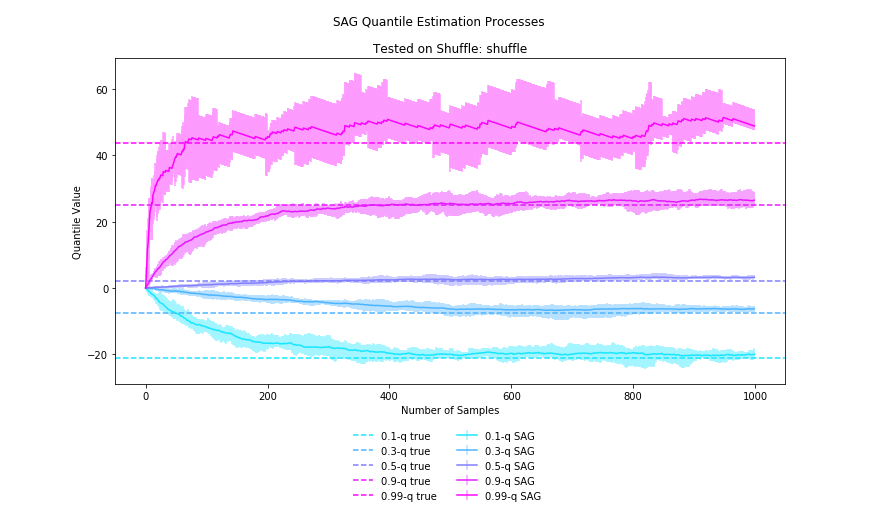 SAG Quantile Estimation Processes
Tested on Shuffle: shuffle
60
40
20
0
−20
Quantile Value
0 200 400 600 800 1000
Number of Samples
0.1-q true 0.1-q SAG
0.3-q true 0.3-q SAG
0.5-q true 0.5-q SAG
0.9-q true 0.9-q SAG
0.99-q true 0.99-q SAG